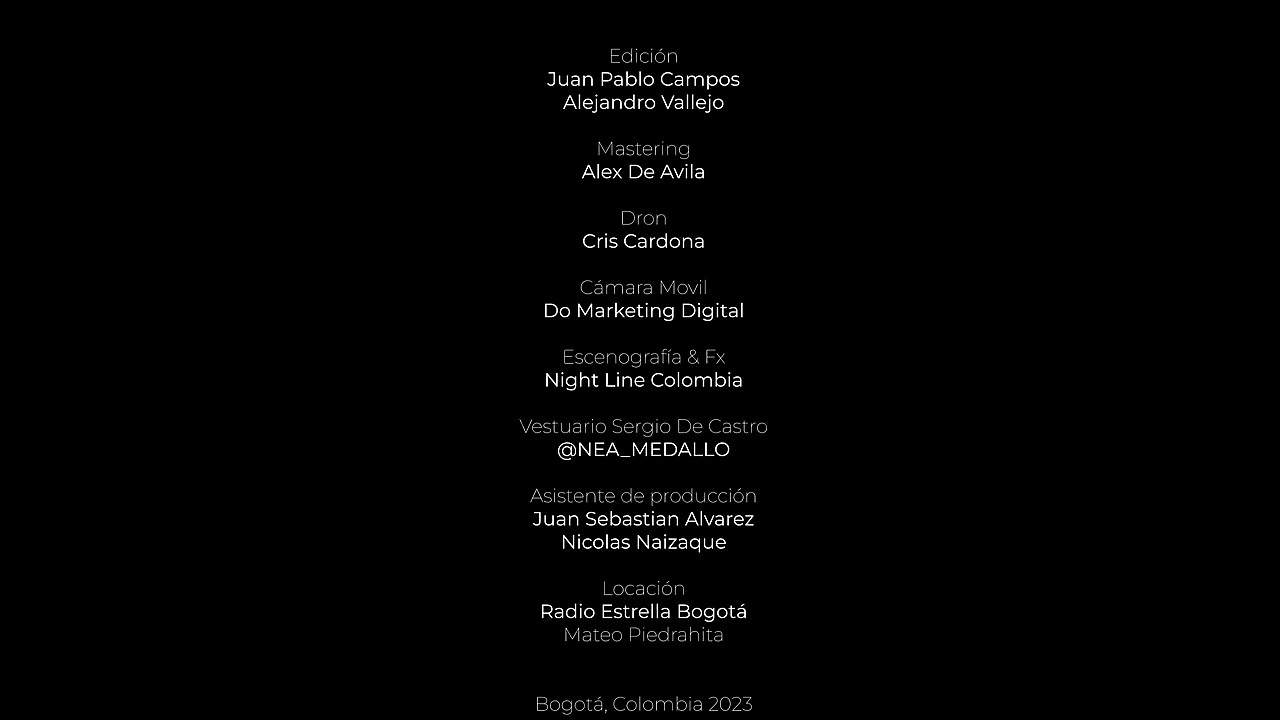 Edición
Juan Pablo Campos
Alejandro Vallejo
Mastering
Alex De Avila
Dron
Cris Cardona
Cámara Movil
Do Marketing Digital
Escenografía & Fx
Night Line Colombia
Vestuario Sergio De Castro
@NEA_MEDALLO
Asistente de producción
Juan Sebastian Alvarez
Nicolas Naizaque
Locación
Radio Estrella Bogotá
Mateo Piedrahita
Bogotá, Colombia 2023